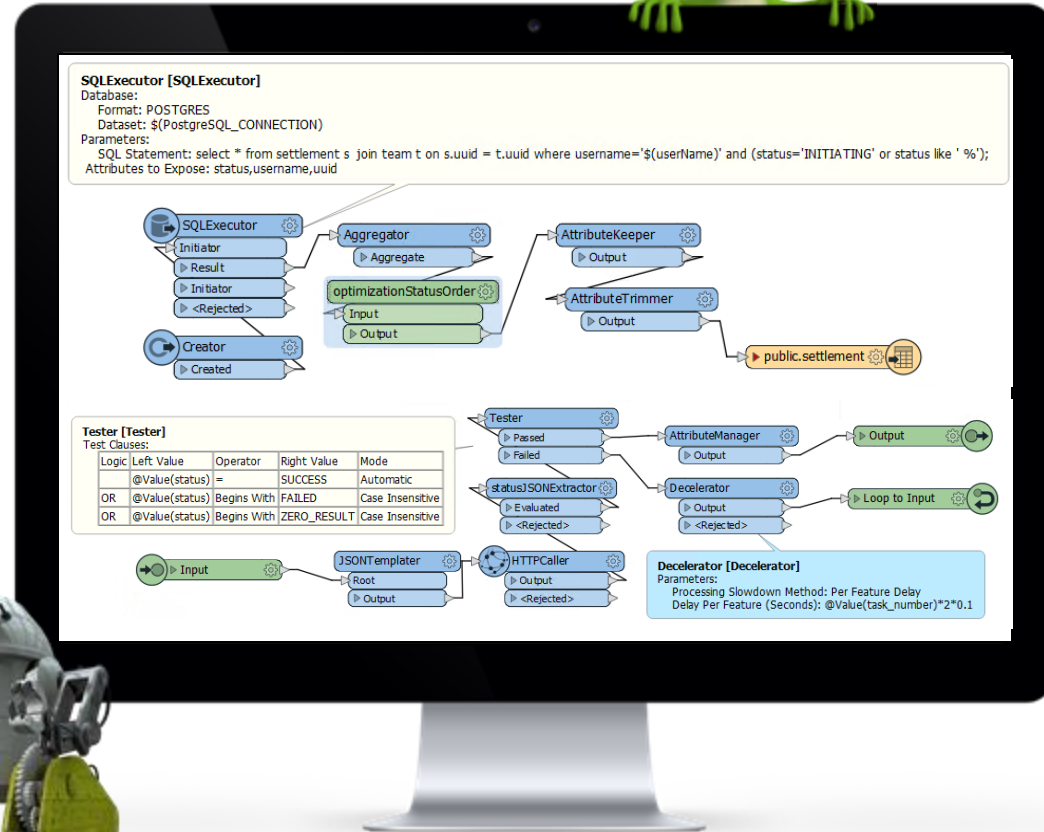 SQLExecutor [SQLExecutor]
Database:
Format: POSTGRES
Dataset: $(PostgreSQL_CONNECTION)
Parameters:
SQL Statement: select * from settlement s join team t on s.uuid = t.uuid where username='$(userName)' and (status='INITIATING' or status like ' %');
Attributes to Expose: status,username,uuid
SQLExecutor
Initiator
Result
Initiator
<Rejected>
Creator
Created
Aggregator
Aggregate
optimizationStatusOrder
Input
Output
AttributeKeeper
Output
AttributeTrimmer
Output
public.settlement
Tester [Tester]
Test Clauses:
Logic Left Value Operator Right Value Mode
@Value(status) = SUCCESS Automatic
OR @Value(status) Begins With FAILED Case Insensitive
OR @Value(status) Begins With ZERO_RESULT Case Insensitive
Tester
Passed
Failed
statusJSONExtractor
Evaluated
<Rejected>
AttributeManager
Output
Output
Decelerator
Output
<Rejected>
Loop to Input
Input
JSONTemplater
Root
Output
HTTPCaller
Output
<Rejected>
Decelerator [Decelerator]
Parameters:
Processing Slowdown Method: Per Feature Delay
Delay Per Feature (Seconds): @Value(task_number)*2*0.1